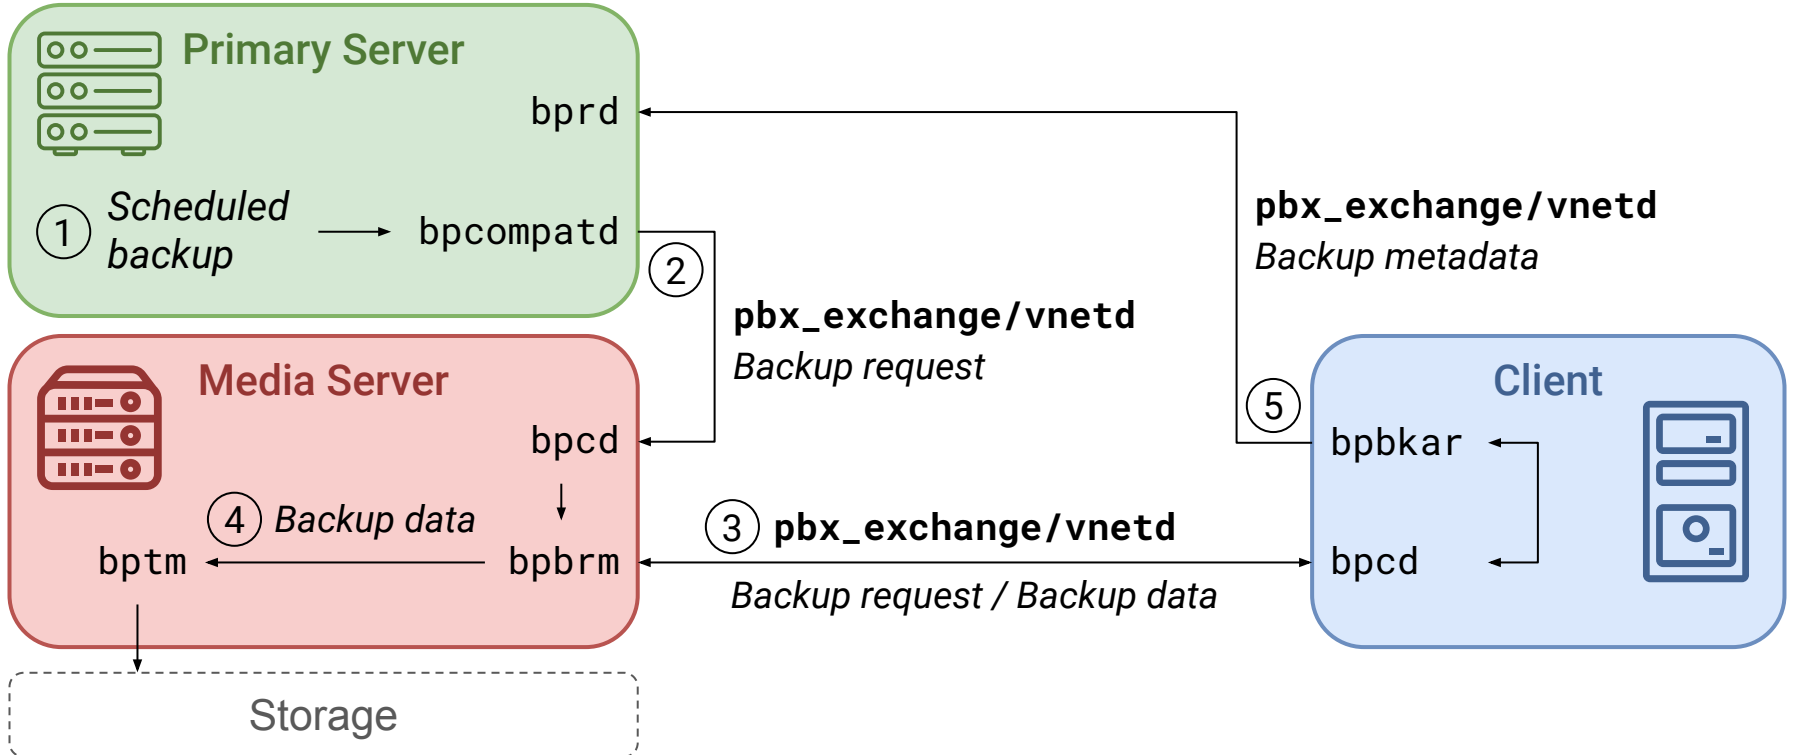 Primary Server
bprd
1
Scheduled
backup
bpcompatd
2
pbx_exchange/vnetd
Backup request
pbx_exchange/vnetd
Backup metadata
Media Server
bpcd
4
Backup data
bptm
bpbrm
3
pbx_exchange/vnetd
Backup request / Backup data
5
Client
bpbkar
bpcd
Storage